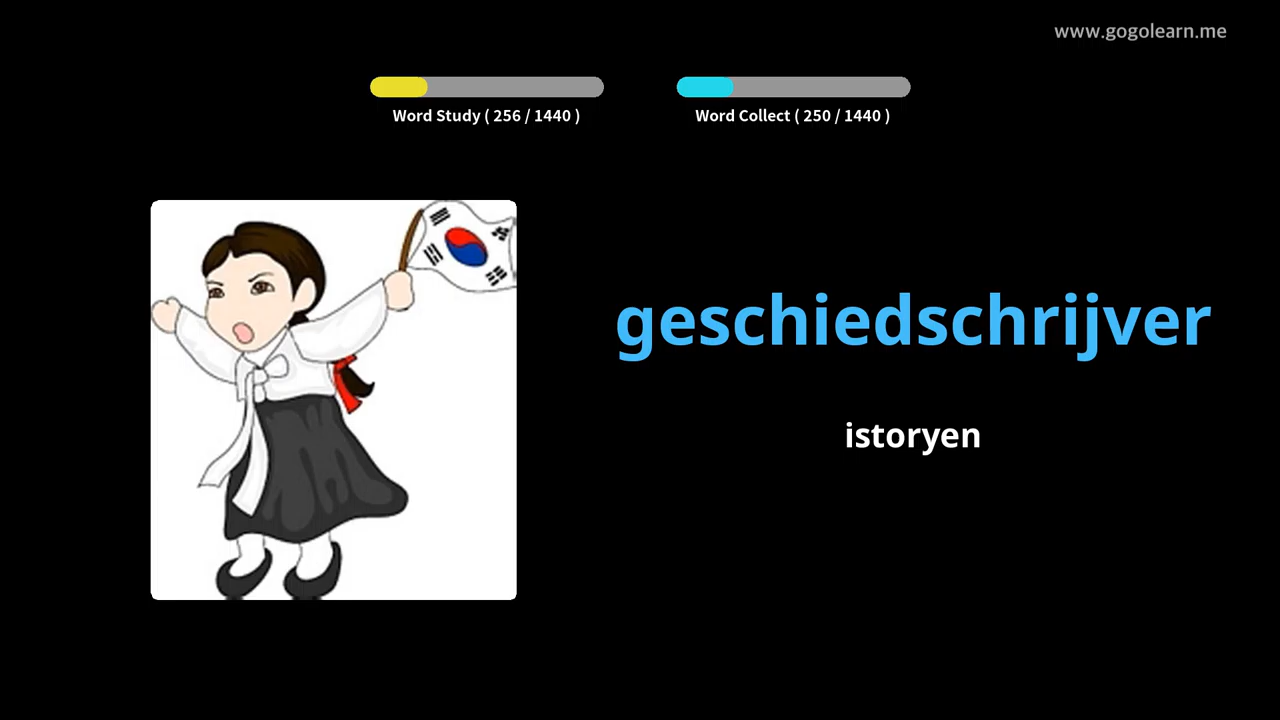 www.gogolearn.me
Word Study ( 256 / 1440 )
Word Collect ( 250 / 1440 )
geschiedschrijver
istoryen